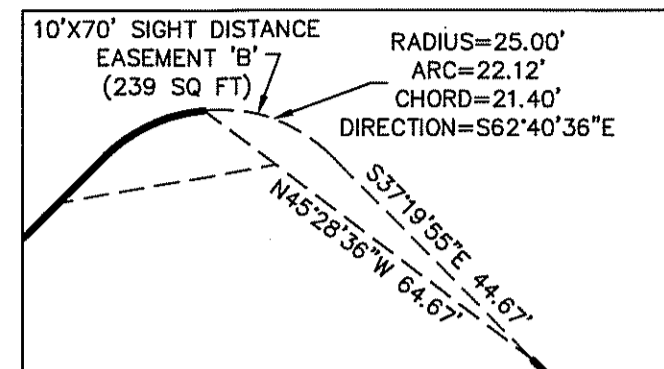 10'X70' SIGHT DISTANCE
EASEMENT 'B'
(239 SQ FT)
RADIUS=25.00'
ARC=22.12'
CHORD=21.40'
DIRECTION=S62°40'36"E
S37°19'55"E 44.67'
N45°28'36"W 64.67'